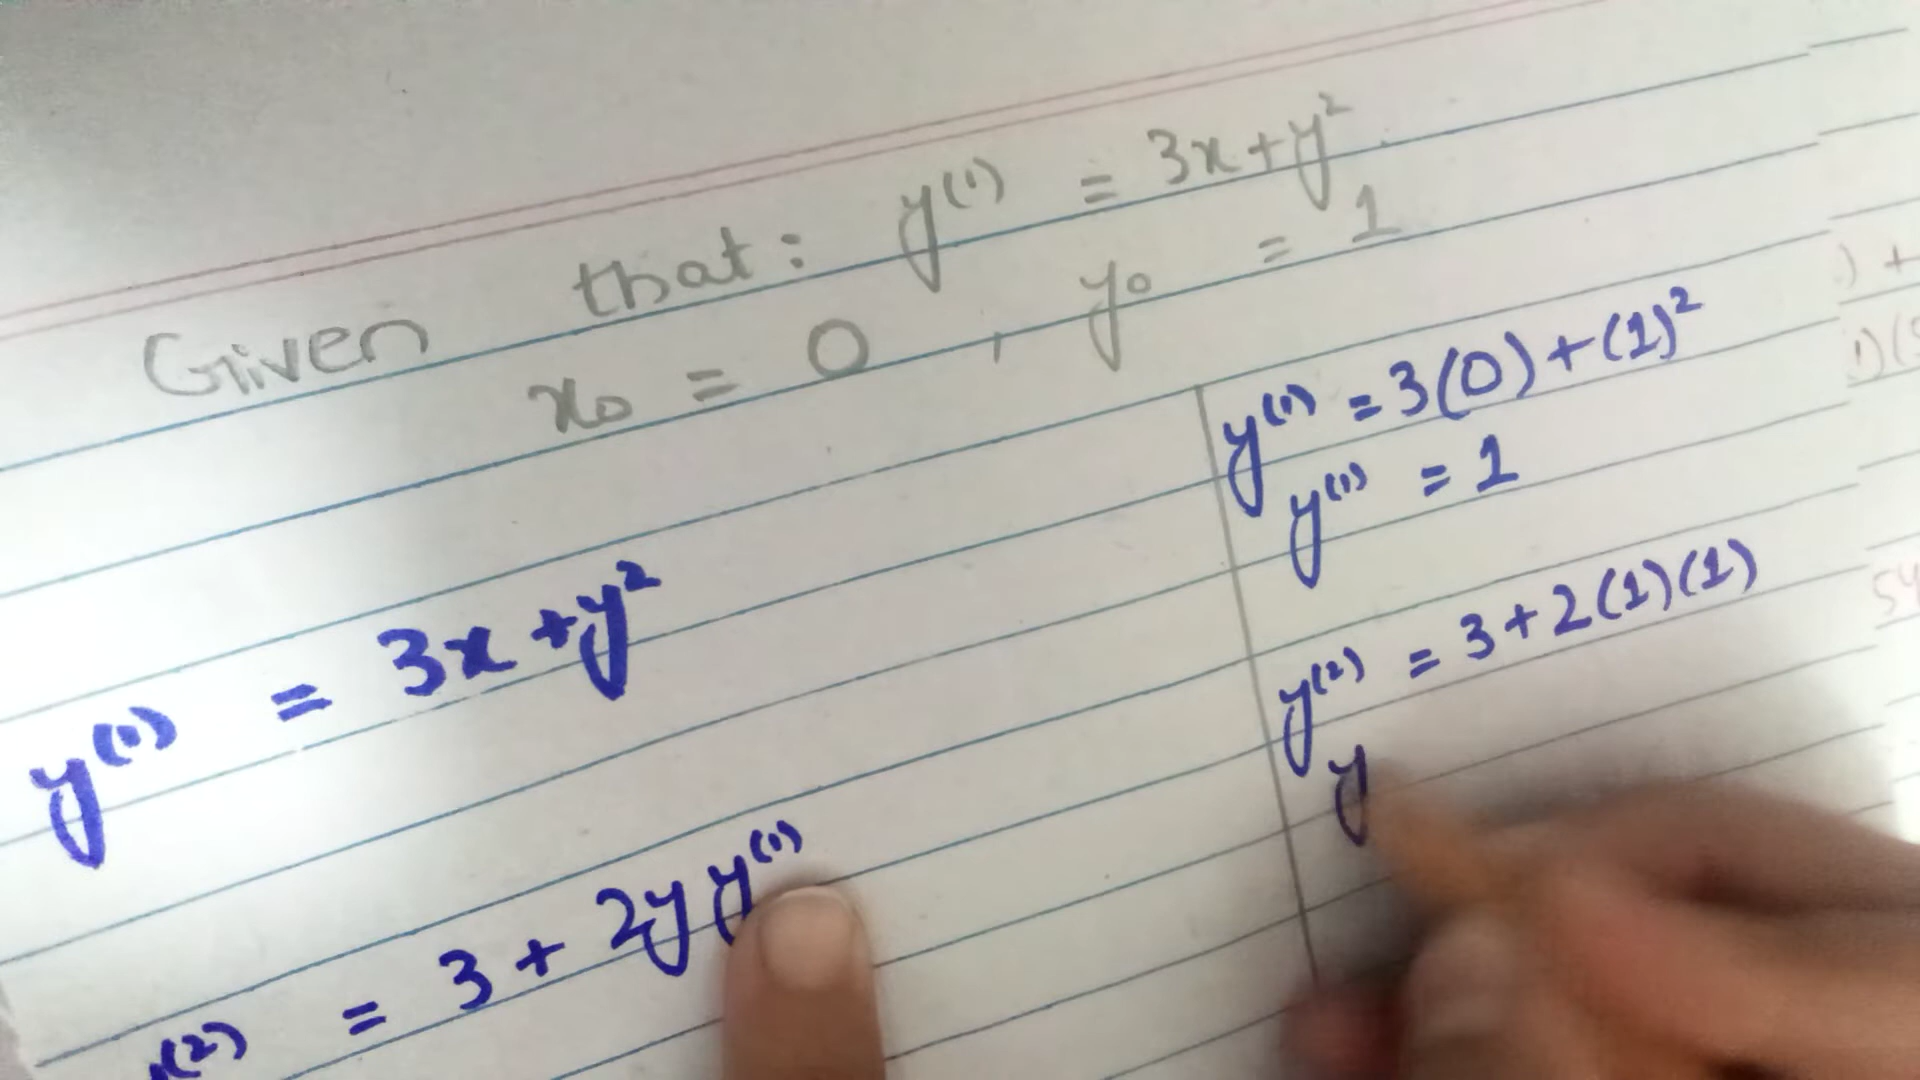 Given that: y⁽¹⁾ = 3x+y²
x₀ = 0 , y₀ = 1
y⁽¹⁾ = 3x+y²
y⁽¹⁾ = 3(0)+(1)²
y⁽¹⁾ = 1
⁽²⁾ = 3 + 2y y⁽¹⁾
y⁽²⁾ = 3+2(1)(1)
y